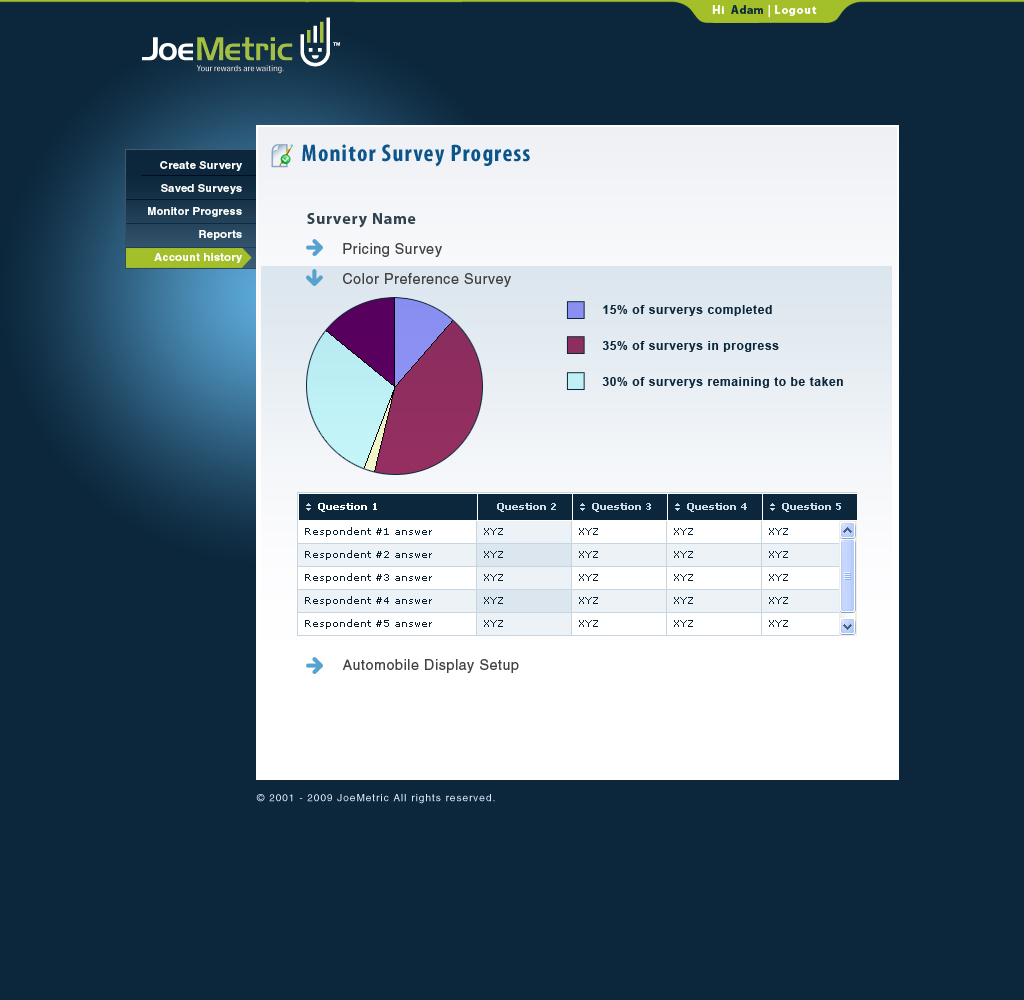 Hi Adam | Logout
JoeMetric™
Your rewards are waiting.
Create Survery
Saved Surveys
Monitor Progress
Reports
Account history
Monitor Survey Progress
Survery Name
Pricing Survey
Color Preference Survey
15% of surverys completed
35% of surverys in progress
30% of surverys remaining to be taken
Question 1 Question 2 Question 3 Question 4 Question 5
Respondent #1 answer XYZ XYZ XYZ XYZ
Respondent #2 answer XYZ XYZ XYZ XYZ
Respondent #3 answer XYZ XYZ XYZ XYZ
Respondent #4 answer XYZ XYZ XYZ XYZ
Respondent #5 answer XYZ XYZ XYZ XYZ
Automobile Display Setup
© 2001 - 2009 JoeMetric All rights reserved.